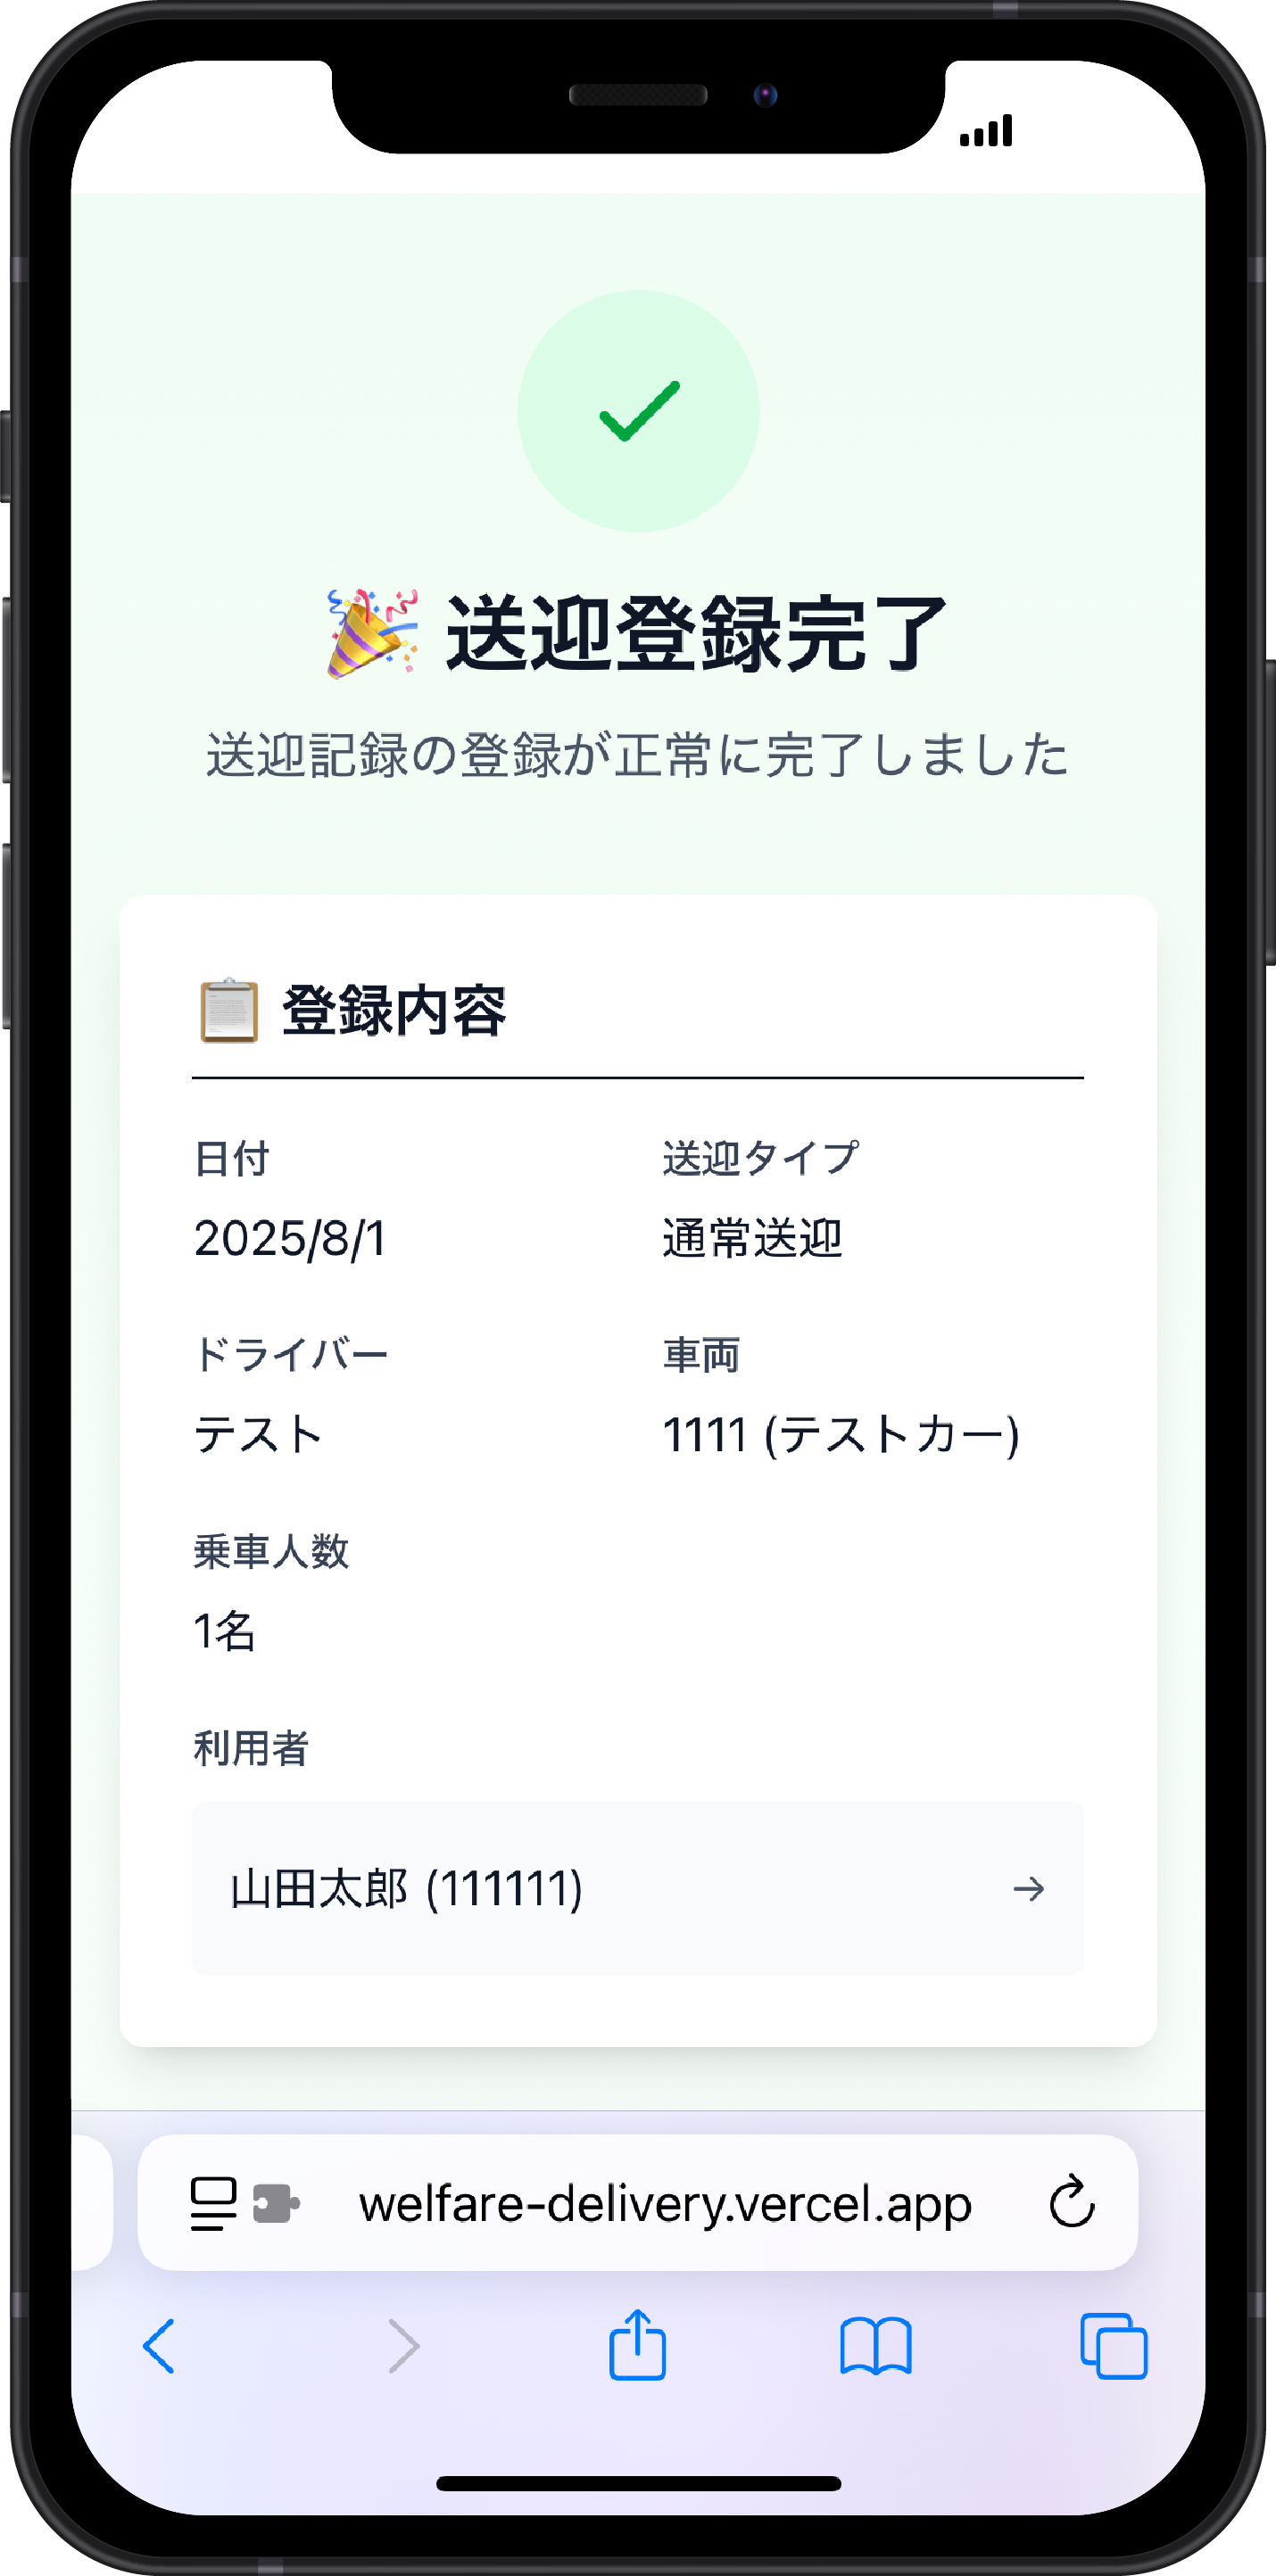 🎉 送迎登録完了
送迎記録の登録が正常に完了しました
📋 登録内容
日付 送迎タイプ
2025/8/1 通常送迎
ドライバー 車両
テスト 1111 (テストカー)
乗車人数
1名
利用者
山田太郎 (111111) →
welfare-delivery.vercel.app